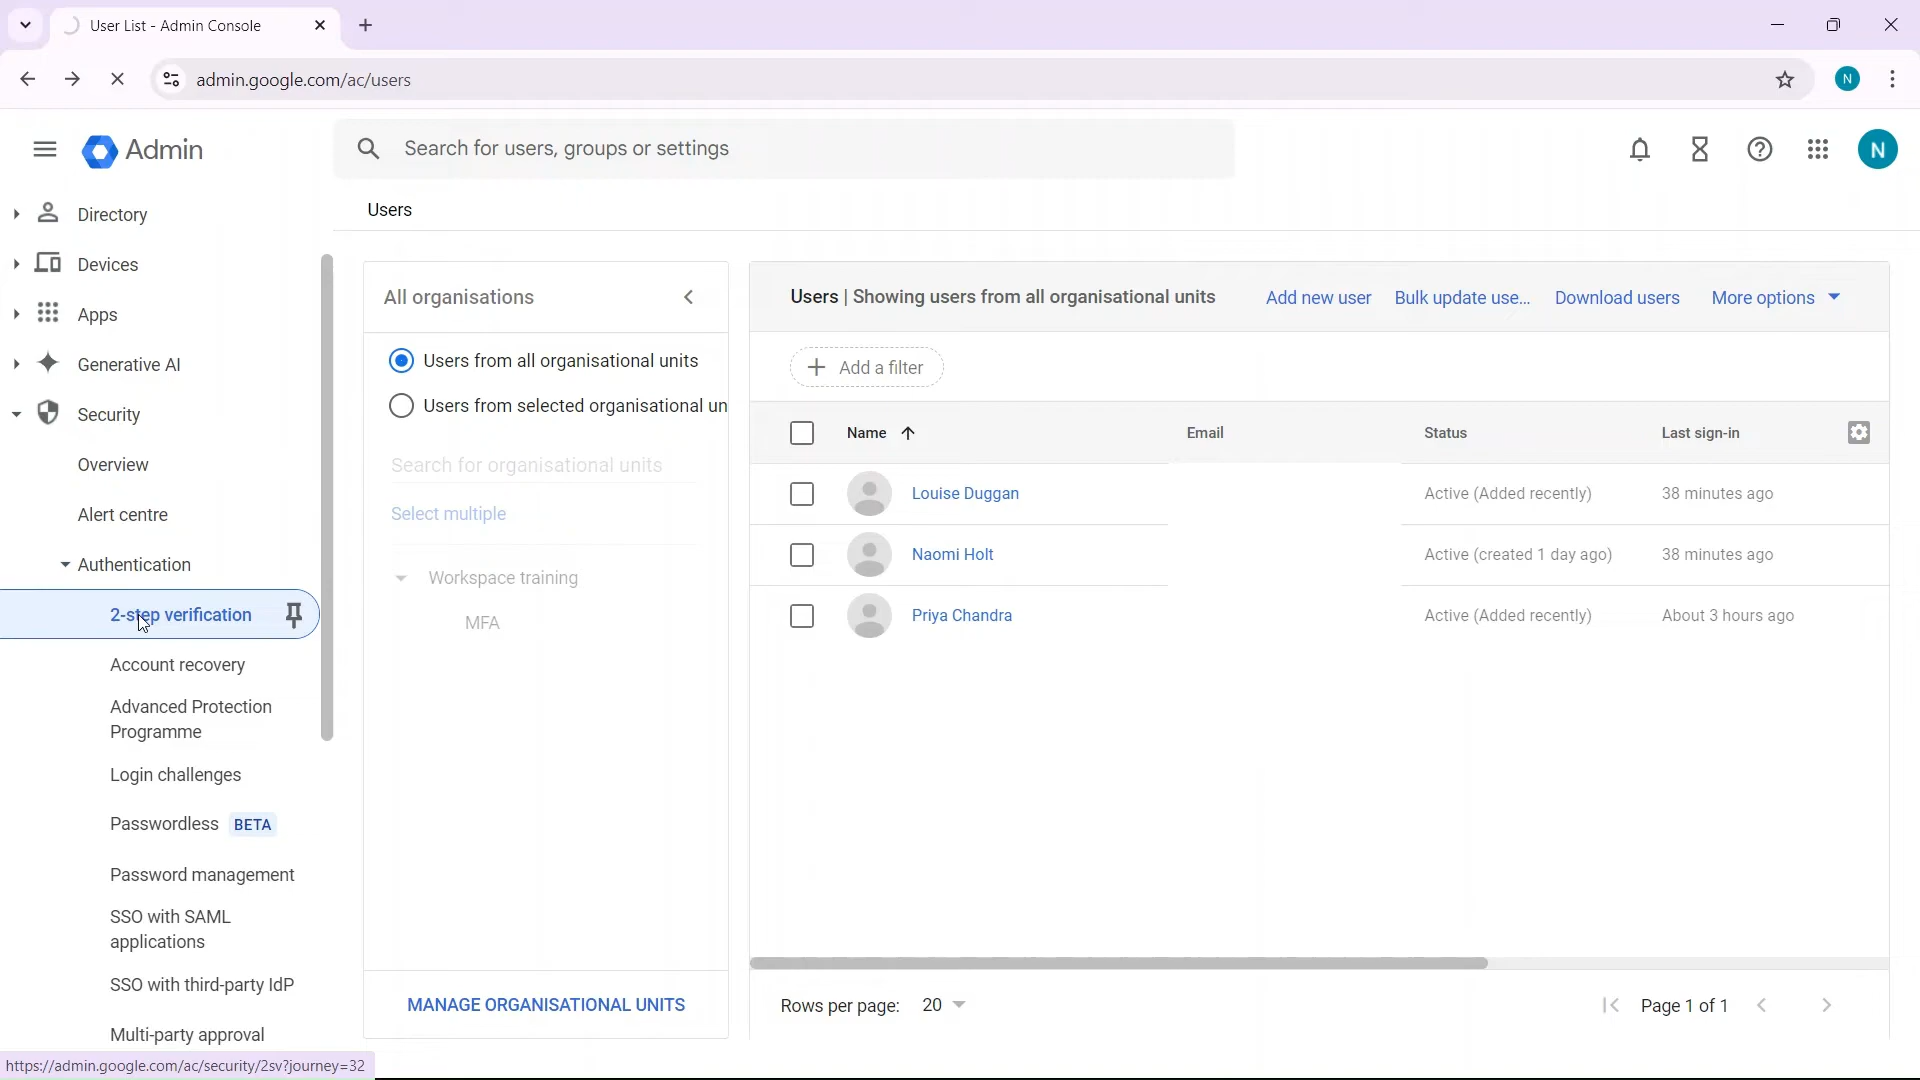 User List - Admin Console
admin.google.com/ac/users
N
Admin
Search for users, groups or settings
N
Directory
Devices
Apps
Generative AI
Security
Overview
Alert centre
Authentication
2-step verification
Account recovery
Advanced Protection
Programme
Login challenges
Passwordless BETA
Password management
SSO with SAML
applications
SSO with third-party IdP
Multi-party approval
https://admin.google.com/ac/security/2sv?journey=32
Users
All organisations
Users from all organisational units
Users from selected organisational un
Search for organisational units
Select multiple
Workspace training
MFA
MANAGE ORGANISATIONAL UNITS
Users | Showing users from all organisational units
Add new user
Bulk update use...
Download users
More options
Add a filter
Name Email Status Last sign-in
Louise Duggan Active (Added recently) 38 minutes ago
Naomi Holt Active (created 1 day ago) 38 minutes ago
Priya Chandra Active (Added recently) About 3 hours ago
Rows per page: 20
Page 1 of 1